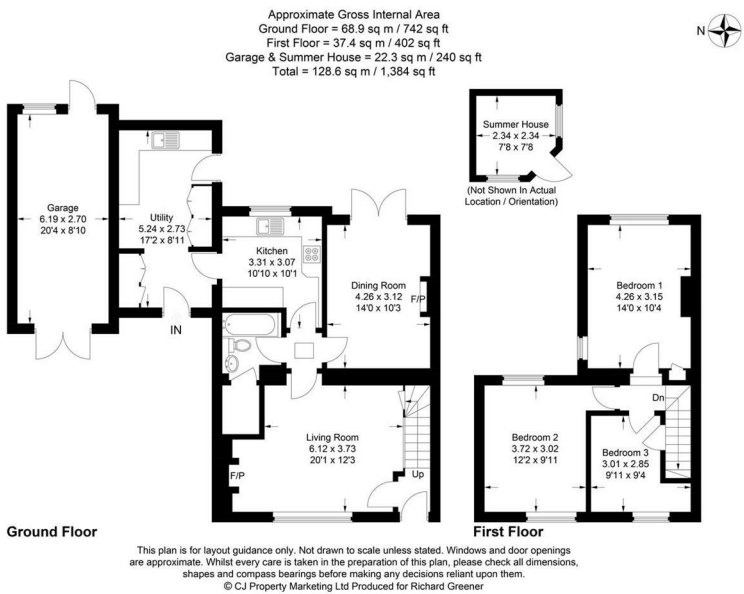 Approximate Gross Internal Area
Ground Floor = 68.9 sq m / 742 sq ft
First Floor = 37.4 sq m / 402 sq ft
Garage & Summer House = 22.3 sq m / 240 sq ft
Total = 128.6 sq m / 1,384 sq ft
N
Summer House
2.34 x 2.34
7'8 x 7'8
(Not Shown In Actual
Location / Orientation)
Garage
6.19 x 2.70
20'4 x 8'10
Utility
5.24 x 2.73
17'2 x 8'11
IN
Kitchen
3.31 x 3.07
10'10 x 10'1
Dining Room
4.26 x 3.12
14'0 x 10'3
F/P
Living Room
6.12 x 3.73
20'1 x 12'3
F/P
Up
Bedroom 1
4.26 x 3.15
14'0 x 10'4
Dn
Bedroom 2
3.72 x 3.02
12'2 x 9'11
Bedroom 3
3.01 x 2.85
9'11 x 9'4
Ground Floor
First Floor
This plan is for layout guidance only. Not drawn to scale unless stated. Windows and door openings
are approximate. Whilst every care is taken in the preparation of this plan, please check all dimensions,
shapes and compass bearings before making any decisions reliant upon them.
© CJ Property Marketing Ltd Produced for Richard Greener